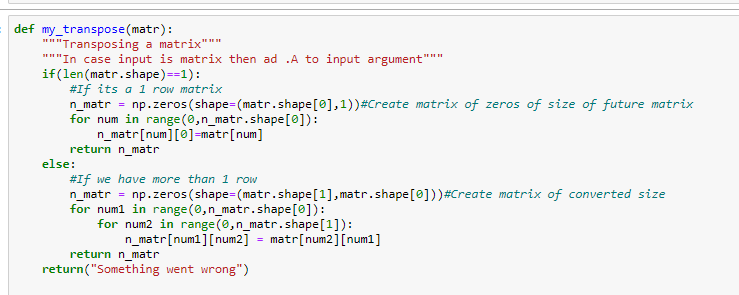 def my_transpose(matr):
    """Transposing a matrix"""
    """In case input is matrix then ad .A to input argument"""
    if(len(matr.shape)==1):
        #If its a 1 row matrix
        n_matr = np.zeros(shape=(matr.shape[0],1))#Create matrix of zeros of size of future matrix
        for num in range(0,n_matr.shape[0]):
            n_matr[num][0]=matr[num]
        return n_matr
    else:
        #If we have more than 1 row
        n_matr = np.zeros(shape=(matr.shape[1],matr.shape[0]))#Create matrix of converted size
        for num1 in range(0,n_matr.shape[0]):
            for num2 in range(0,n_matr.shape[1]):
                n_matr[num1][num2] = matr[num2][num1]
        return n_matr
    return("Something went wrong")